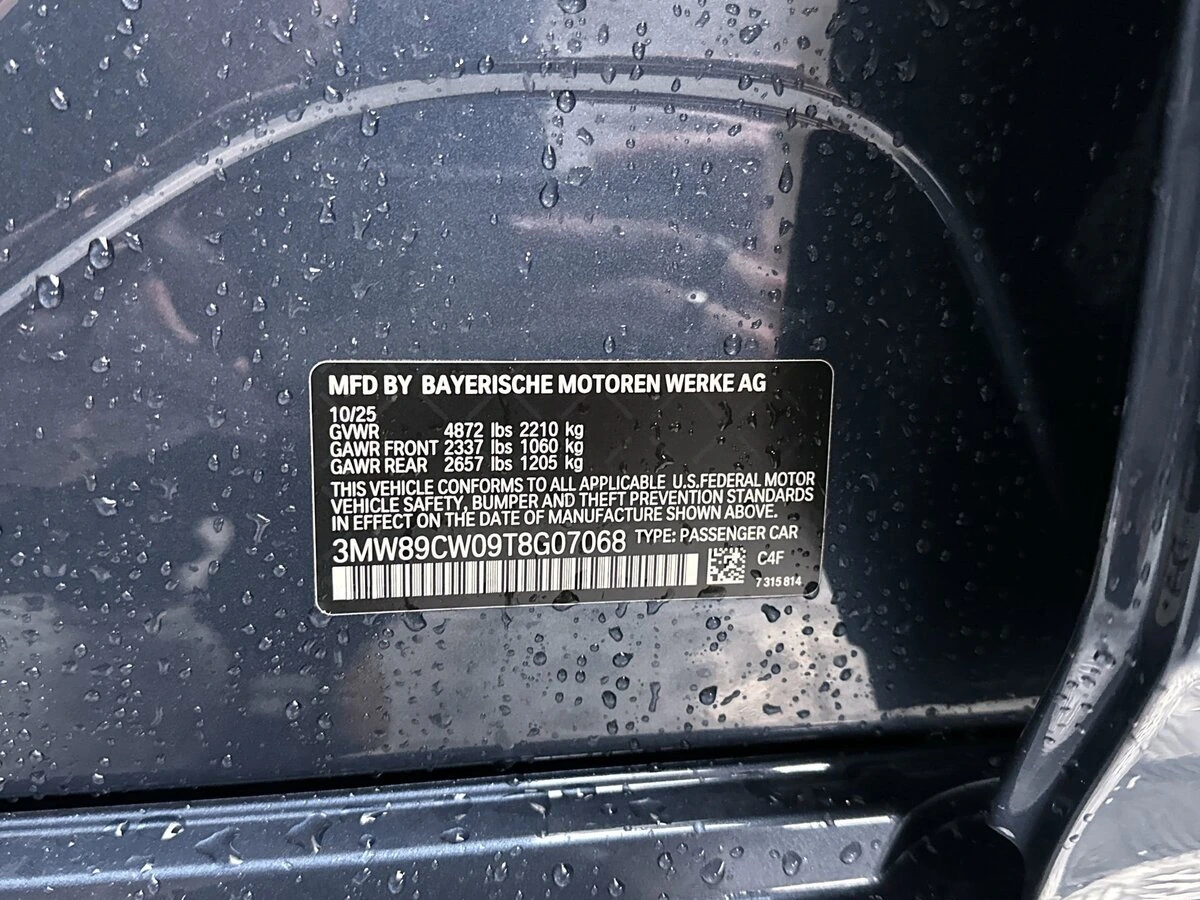 MFD BY BAYERISCHE MOTOREN WERKE AG
10/25
GVWR 4872 lbs 2210 kg
GAWR FRONT 2337 lbs 1060 kg
GAWR REAR 2657 lbs 1205 kg
THIS VEHICLE CONFORMS TO ALL APPLICABLE U.S.FEDERAL MOTOR
VEHICLE SAFETY, BUMPER AND THEFT PREVENTION STANDARDS
IN EFFECT ON THE DATE OF MANUFACTURE SHOWN ABOVE.
3MW89CW09T8G07068 TYPE: PASSENGER CAR
C4F
7 315 814